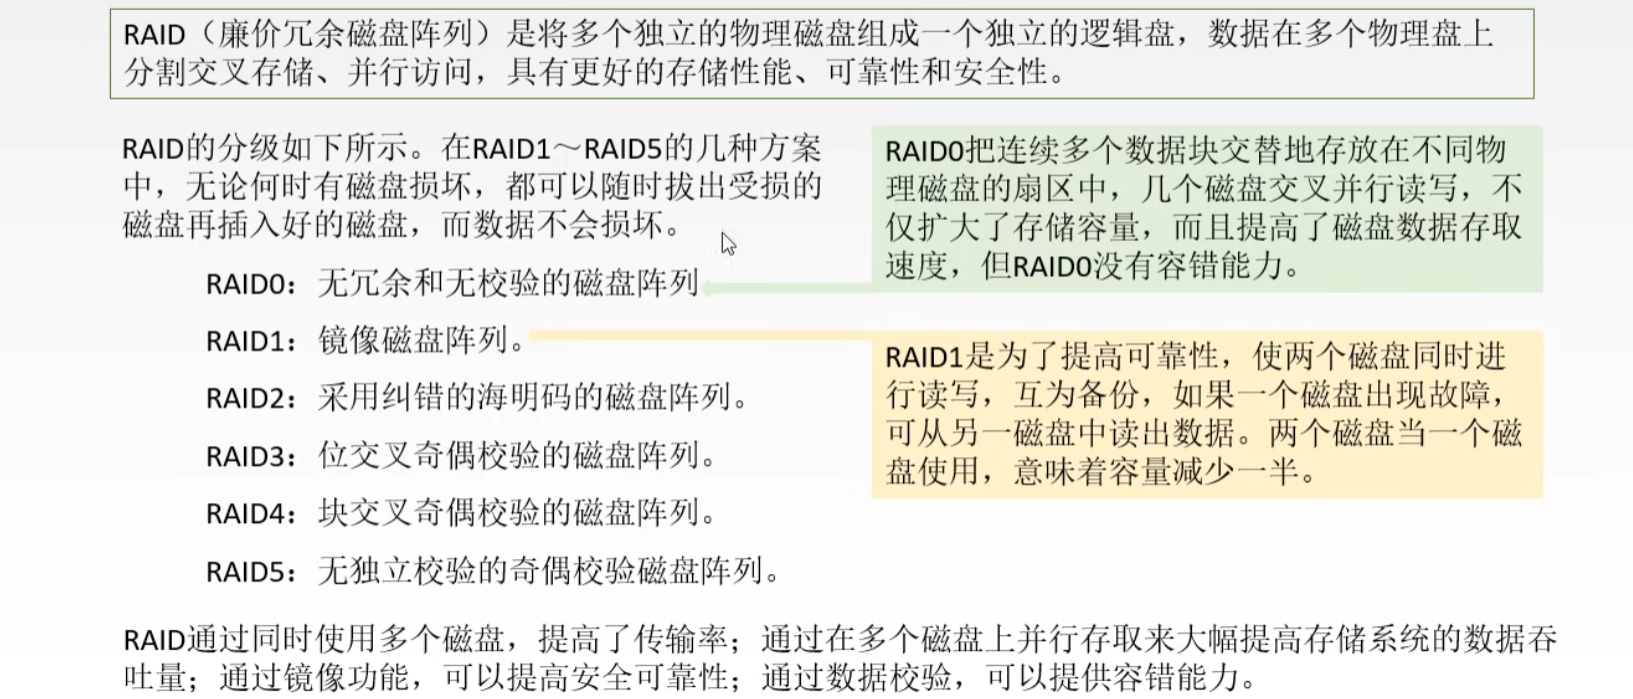 RAID（廉价冗余磁盘阵列）是将多个独立的物理磁盘组成一个独立的逻辑盘，数据在多个物理盘上
分割交叉存储、并行访问，具有更好的存储性能、可靠性和安全性。
RAID的分级如下所示。在RAID1～RAID5的几种方案
中，无论何时有磁盘损坏，都可以随时拔出受损的
磁盘再插入好的磁盘，而数据不会损坏。
RAID0：无冗余和无校验的磁盘阵列
RAID1：镜像磁盘阵列。
RAID2：采用纠错的海明码的磁盘阵列。
RAID3：位交叉奇偶校验的磁盘阵列。
RAID4：块交叉奇偶校验的磁盘阵列。
RAID5：无独立校验的奇偶校验磁盘阵列。
RAID0把连续多个数据块交替地存放在不同物
理磁盘的扇区中，几个磁盘交叉并行读写，不
仅扩大了存储容量，而且提高了磁盘数据存取
速度，但RAID0没有容错能力。
RAID1是为了提高可靠性，使两个磁盘同时进
行读写，互为备份，如果一个磁盘出现故障，
可从另一磁盘中读出数据。两个磁盘当一个磁
盘使用，意味着容量减少一半。
RAID通过同时使用多个磁盘，提高了传输率；通过在多个磁盘上并行存取来大幅提高存储系统的数据吞
吐量；通过镜像功能，可以提高安全可靠性；通过数据校验，可以提供容错能力。